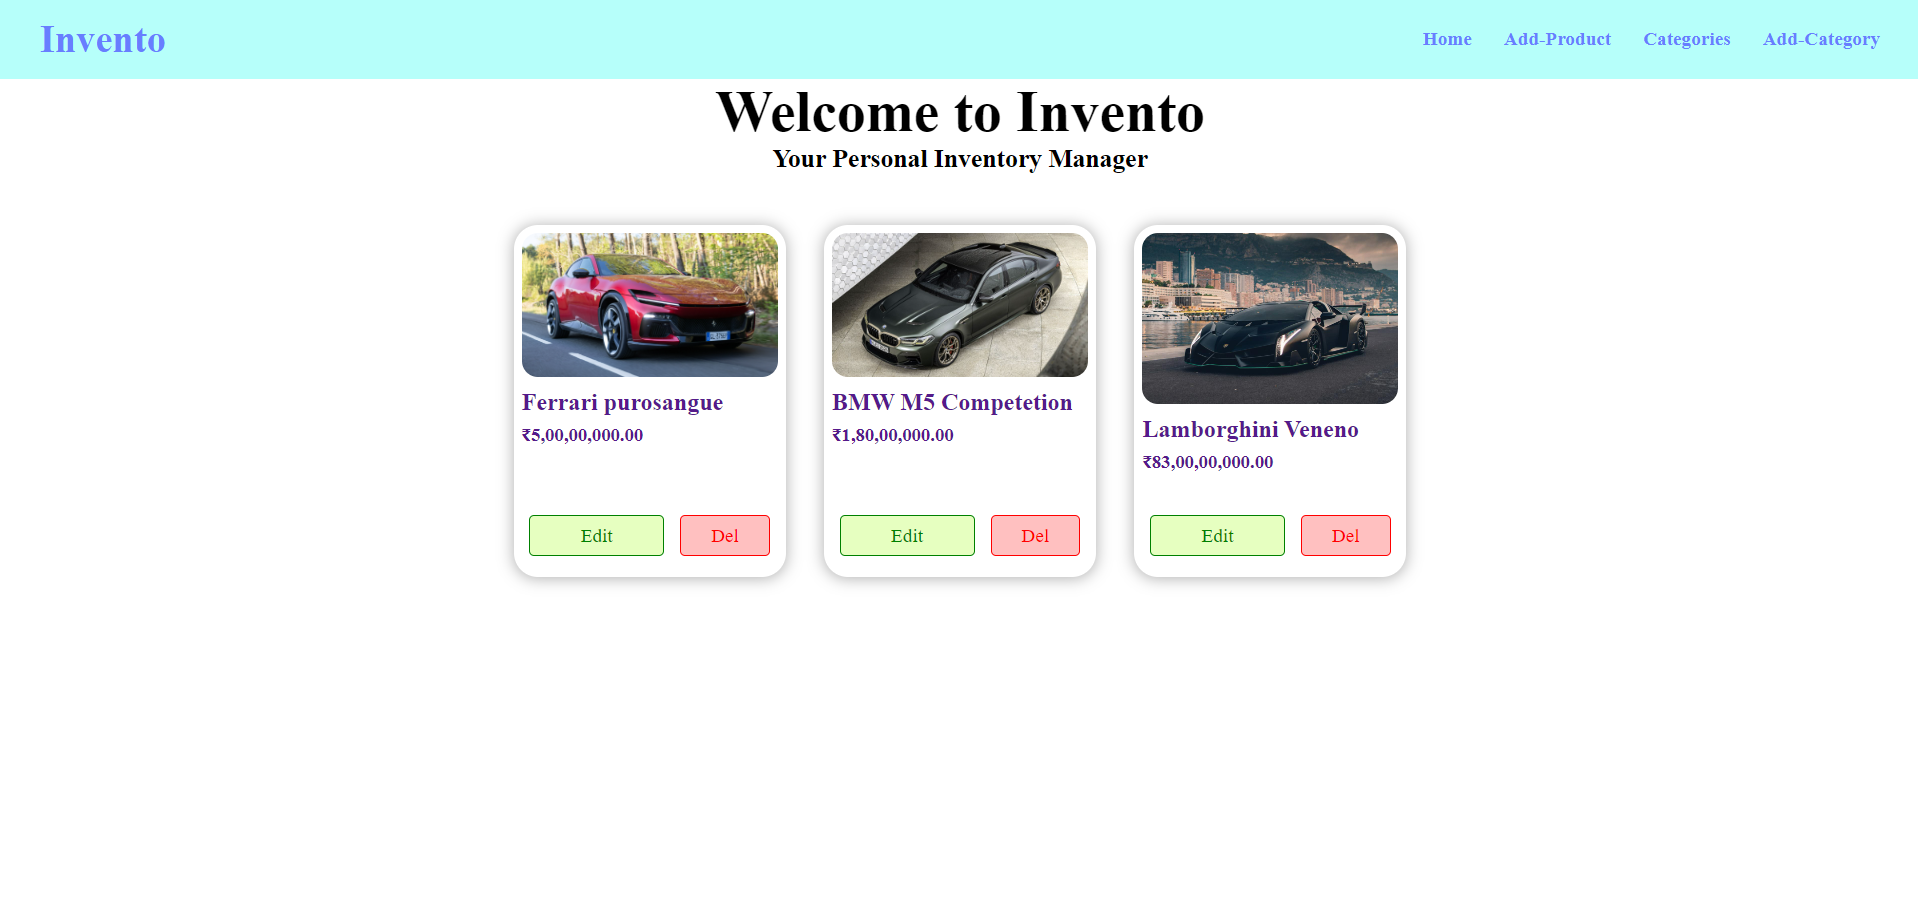 Invento
Home Add-Product Categories Add-Category
Welcome to Invento
Your Personal Inventory Manager
Ferrari purosangue
₹5,00,00,000.00
Edit Del
BMW M5 Competetion
₹1,80,00,000.00
Edit Del
Lamborghini Veneno
₹83,00,00,000.00
Edit Del